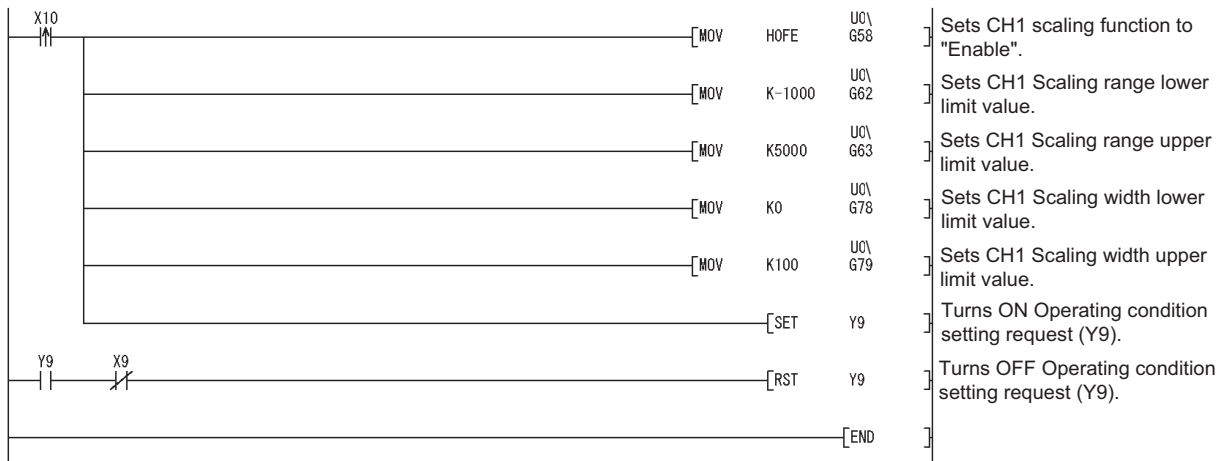 X10
U0\
MOV H0FE G58
Sets CH1 scaling function to
"Enable".
U0\
MOV K-1000 G62
Sets CH1 Scaling range lower
limit value.
U0\
MOV K5000 G63
Sets CH1 Scaling range upper
limit value.
U0\
MOV K0 G78
Sets CH1 Scaling width lower
limit value.
U0\
MOV K100 G79
Sets CH1 Scaling width upper
limit value.
SET Y9
Turns ON Operating condition
setting request (Y9).
Y9 X9
RST Y9
Turns OFF Operating condition
setting request (Y9).
END